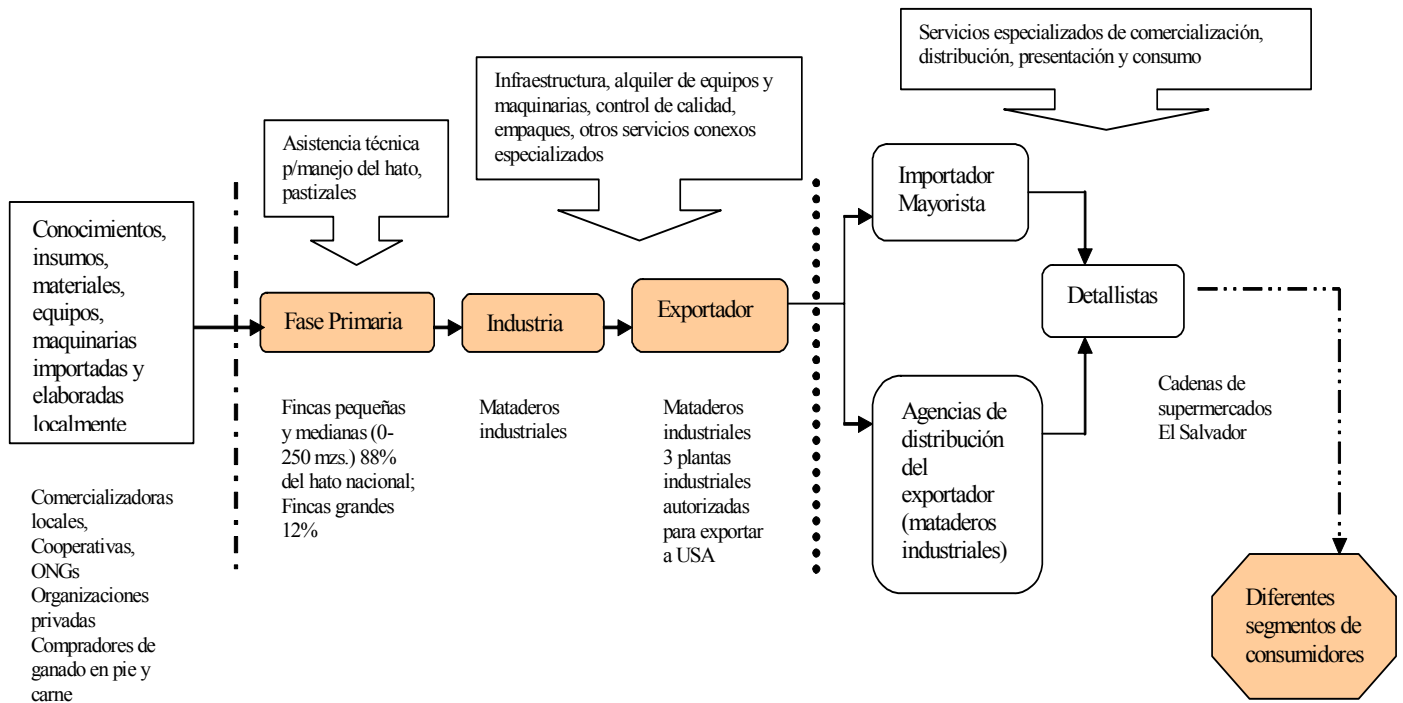 Servicios especializados de comercialización,
distribución, presentación y consumo
Infraestructura, alquiler de equipos y
maquinarias, control de calidad,
empaques, otros servicios conexos
especializados
Asistencia técnica
p/manejo del hato,
pastizales
Conocimientos,
insumos,
materiales,
equipos,
maquinarias
importadas y
elaboradas
localmente
Fase Primaria
Industria
Exportador
Importador
Mayorista
Detallistas
Agencias de
distribución
del
exportador
(mataderos
industriales)
Diferentes
segmentos de
consumidores
Comercializadoras
locales,
Cooperativas,
ONGs
Organizaciones
privadas
Compradores de
ganado en pie y
carne
Fincas pequeñas
y medianas (0-
250 mzs.) 88%
del hato nacional;
Fincas grandes
12%
Mataderos
industriales
Mataderos
industriales
3 plantas
industriales
autorizadas
para exportar
a USA
Cadenas de
supermercados
El Salvador